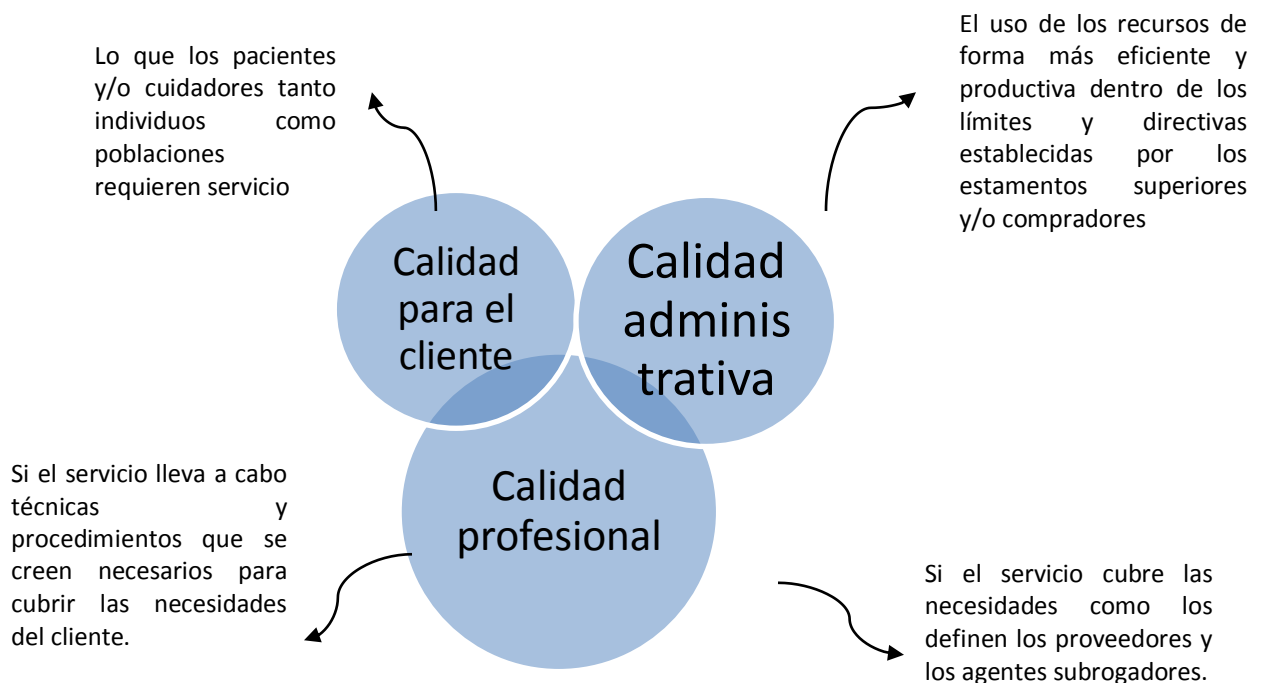 Lo que los pacientes
y/o cuidadores tanto
individuos como
poblaciones
requieren servicio
El uso de los recursos de
forma más eficiente y
productiva dentro de los
límites y directivas
establecidas por los
estamentos superiores
y/o compradores
Calidad
para el
cliente
Calidad
adminis
trativa
Calidad
profesional
Si el servicio lleva a cabo
técnicas y
procedimientos que se
creen necesarios para
cubrir las necesidades
del cliente.
Si el servicio cubre las
necesidades como los
definen los proveedores y
los agentes subrogadores.